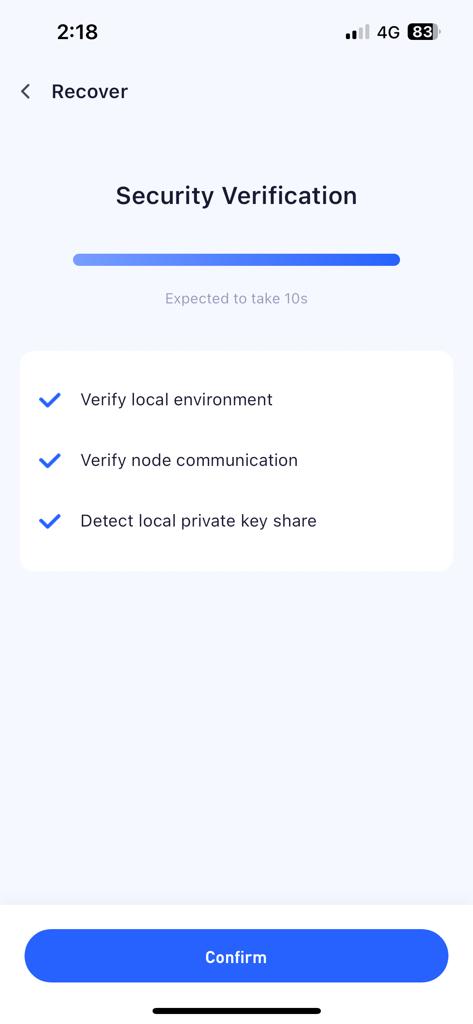 2:18
4G
83
Recover
Security Verification
Expected to take 10s
Verify local environment
Verify node communication
Detect local private key share
Confirm